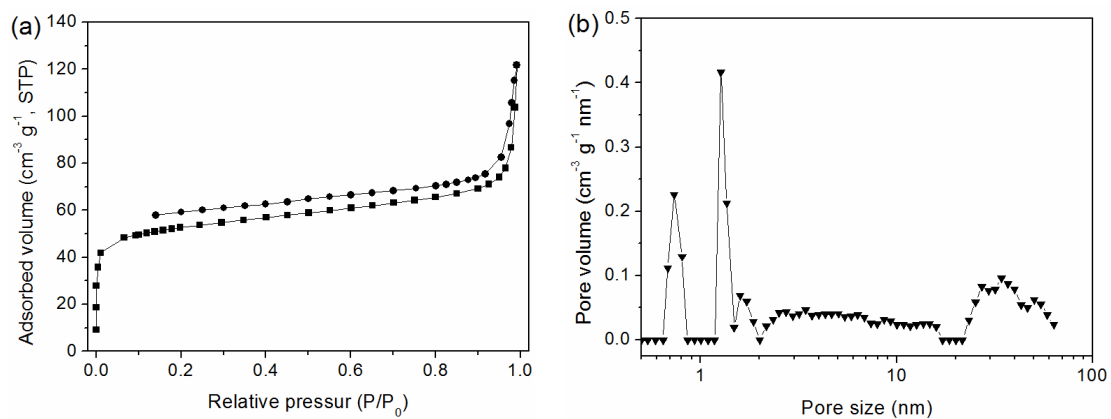 (a)
Adsorbed volume (cm⁻³ g⁻¹, STP)
140
120
100
80
60
40
20
0
0.0 0.2 0.4 0.6 0.8 1.0
Relative pressur (P/P₀)
(b)
Pore volume (cm⁻³ g⁻¹ nm⁻¹)
0.5
0.4
0.3
0.2
0.1
0.0
1 10 100
Pore size (nm)